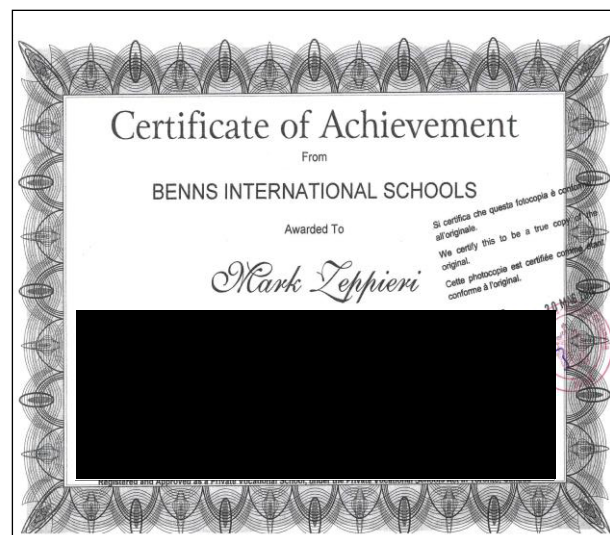 Certificate of Achievement
From
BENNS INTERNATIONAL SCHOOLS
Awarded To
Mark Zeppieri
Si certifica che questa fotocopia è
all'originale.
We certify this to be a true copy of the
original.
Cette photocopie est certifiée comme étant
conforme à l'original.
Registered and Approved as a Private Vocational School, under the Private Vocational Schools Act